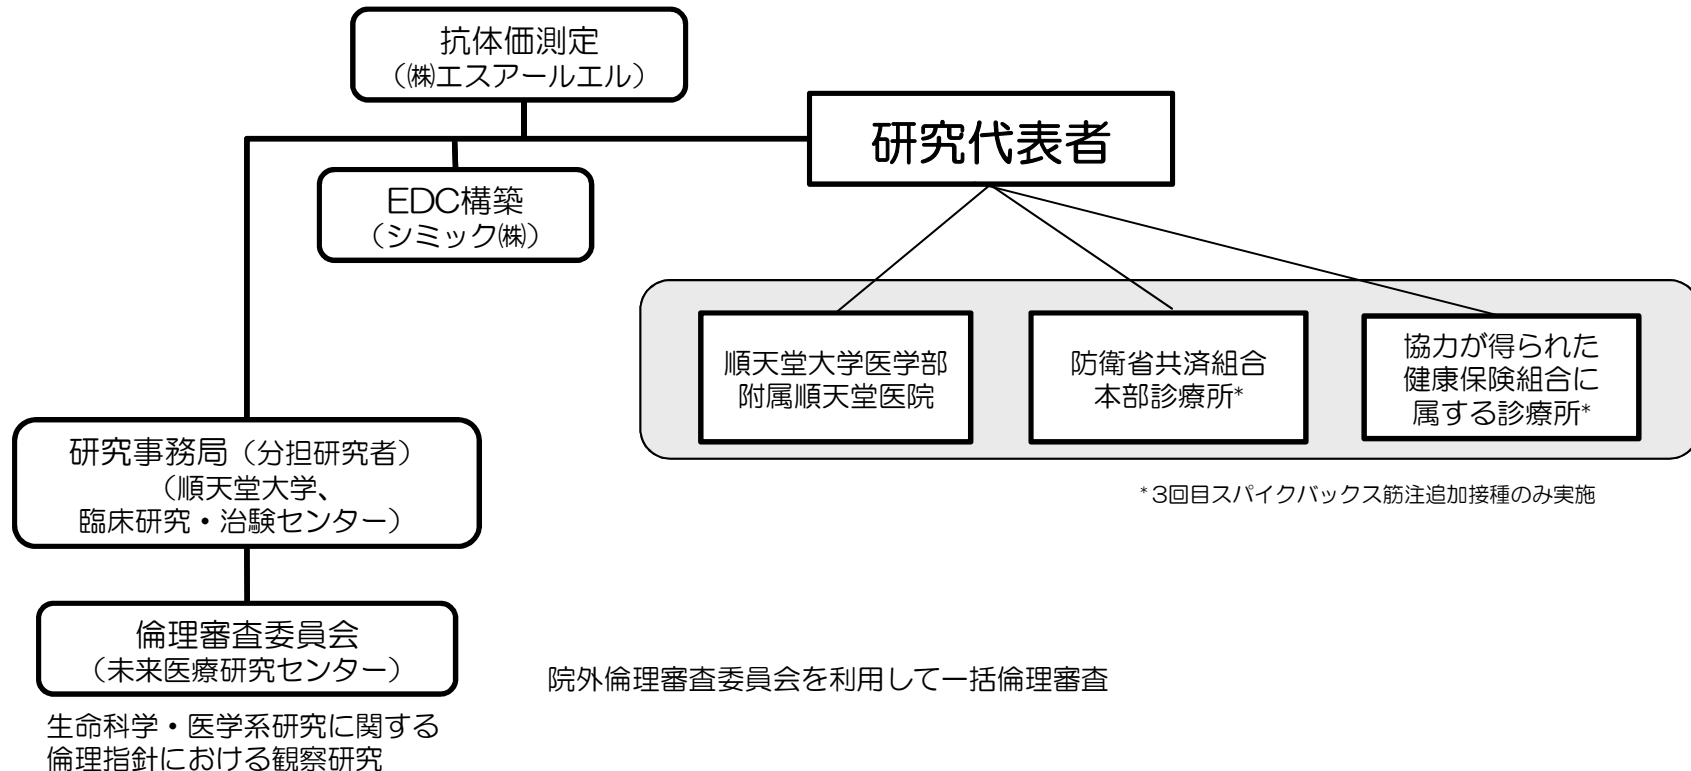 抗体価測定
（㈱エスアールエル）
研究代表者
EDC構築
（シミック㈱）
順天堂大学医学部
附属順天堂医院
防衛省共済組合
本部診療所*
協力が得られた
健康保険組合に
属する診療所*
*3回目スパイクバックス筋注追加接種のみ実施
研究事務局（分担研究者）
（順天堂大学、
臨床研究・治験センター）
倫理審査委員会
（未来医療研究センター）
院外倫理審査委員会を利用して一括倫理審査
生命科学・医学系研究に関する
倫理指針における観察研究